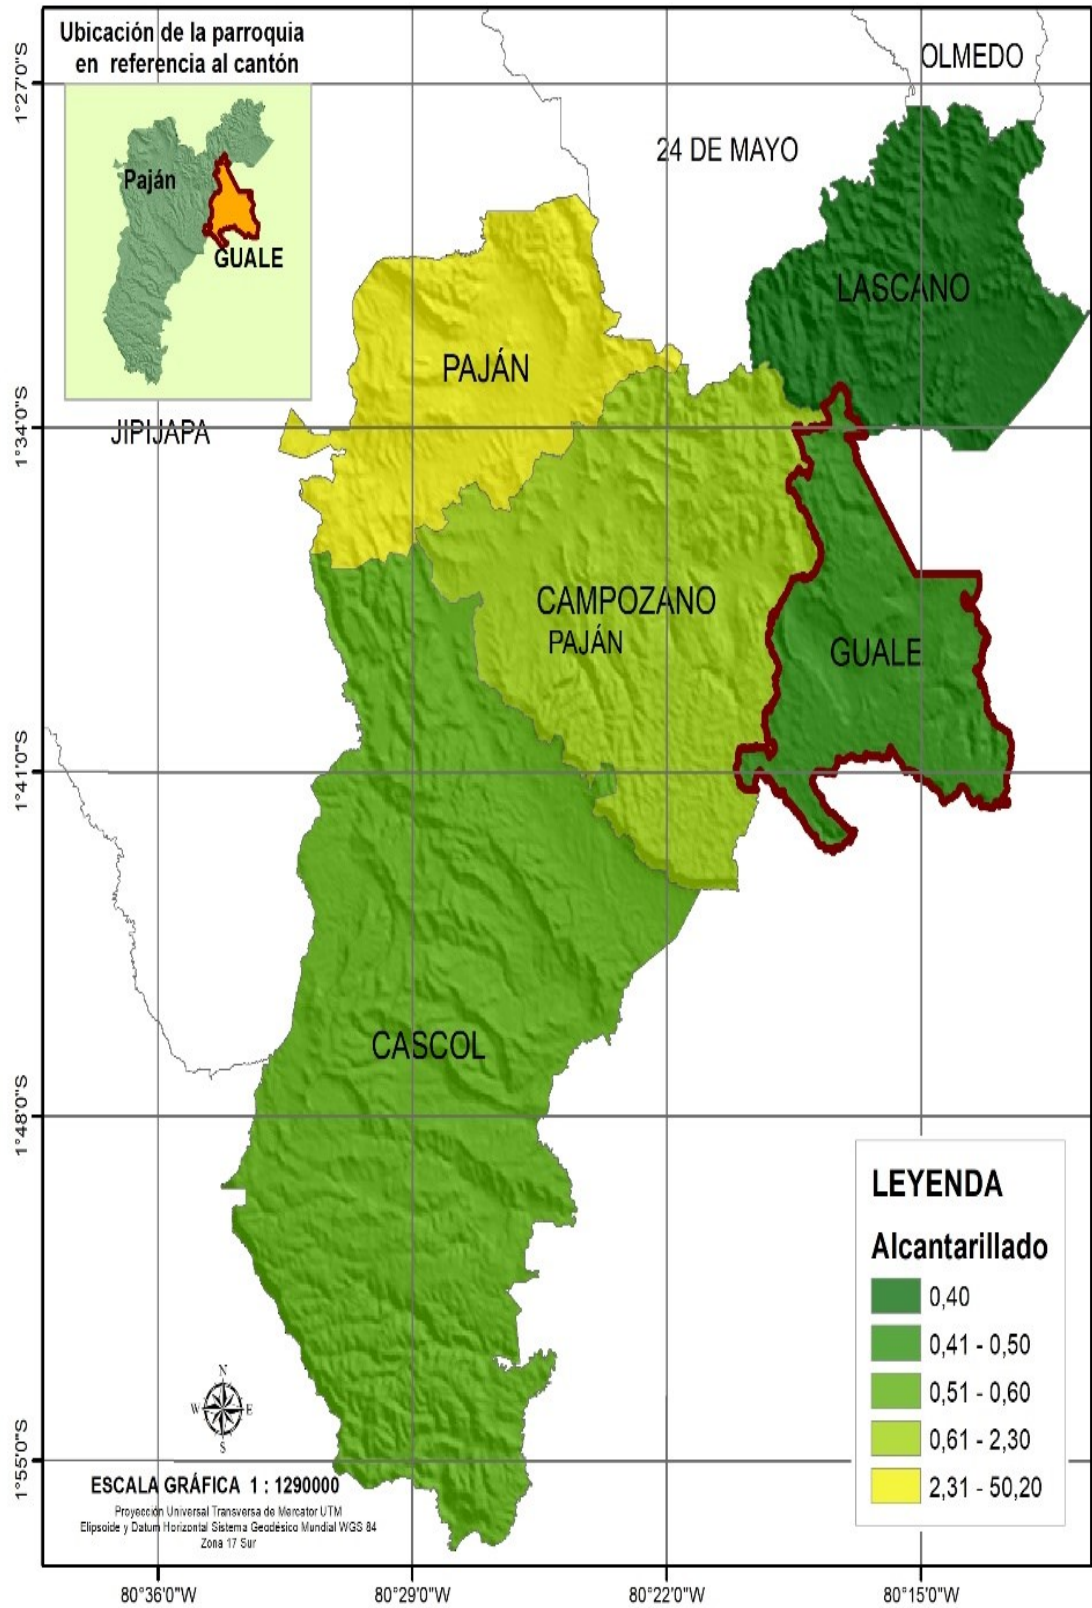 Ubicación de la parroquia
en referencia al cantón
Paján
GUALE
OLMEDO
24 DE MAYO
LASCANO
PAJÁN
JIPIJAPA
CAMPOZANO
PAJÁN
GUALE
CASCOL
1°27'0"S
1°34'0"S
1°41'0"S
1°48'0"S
1°55'0"S
LEYENDA
Alcantarillado
0,40
0,41 - 0,50
0,51 - 0,60
0,61 - 2,30
2,31 - 50,20
N
W E
S
ESCALA GRÁFICA 1 : 1290000
Proyección Universal Transversa de Mercator UTM
Elipsoide y Datum Horizontal Sistema Geodésico Mundial WGS 84
Zona 17 Sur
80°36'0"W
80°29'0"W
80°22'0"W
80°15'0"W